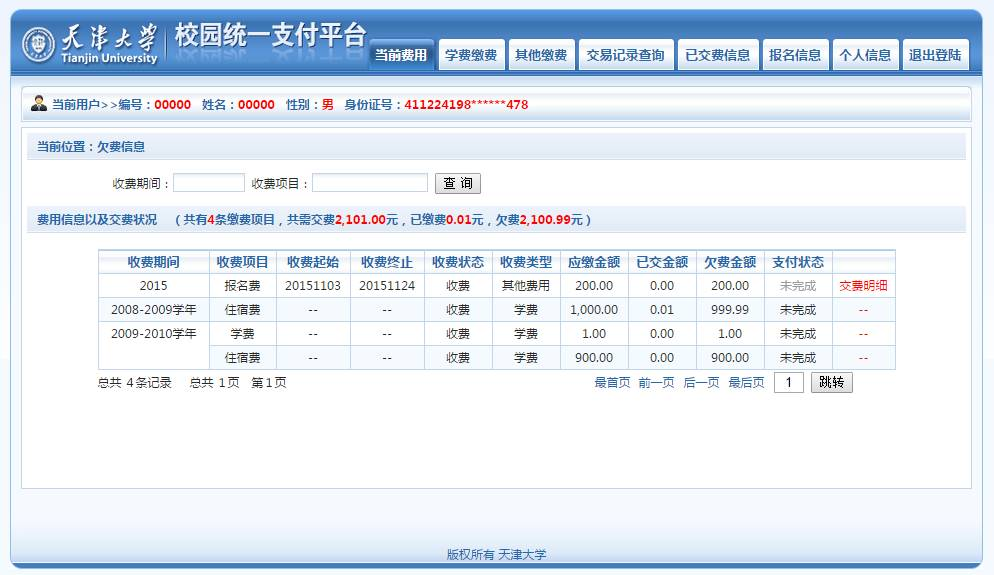 天津大学 校园统一支付平台
Tianjin University
当前费用 学费缴费 其他缴费 交易记录查询 已交费信息 报名信息 个人信息 退出登陆
当前用户>>编号：00000 姓名：00000 性别：男 身份证号：411224198******478
当前位置：欠费信息
收费期间： 收费项目： 查 询
费用信息以及交费状况 （共有4条缴费项目，共需交费2,101.00元，已缴费0.01元，欠费2,100.99元）
收费期间 收费项目 收费起始 收费终止 收费状态 收费类型 应缴金额 已交金额 欠费金额 支付状态
2015 报名费 20151103 20151124 收费 其他费用 200.00 0.00 200.00 未完成 交费明细
2008-2009学年 住宿费 -- -- 收费 学费 1,000.00 0.01 999.99 未完成 --
2009-2010学年 学费 -- -- 收费 学费 1.00 0.00 1.00 未完成 --
住宿费 -- -- 收费 学费 900.00 0.00 900.00 未完成 --
总共 4条记录 总共 1页 第1页 最首页 前一页 后一页 最后页 1 跳转
版权所有 天津大学